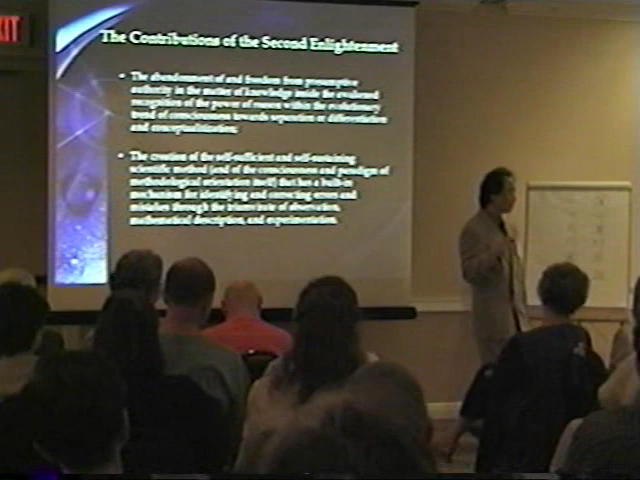 EXIT
The Contributions of the Second Enlightenment
• The abandonment of and freedom from presumptive
authority in the matter of knowledge inside the awakened
recognition of the power of reason within the evolutionary
trend of consciousness towards separation or differentiation
and conceptualization;
• The creation of the self-sufficient and self-sustaining
scientific method (and of the consciousness and paradigm of
methodological orientation itself) that has a built-in
mechanism for identifying and correcting errors and
mistakes through the interest rate of observation,
mathematical description, and experimentation.